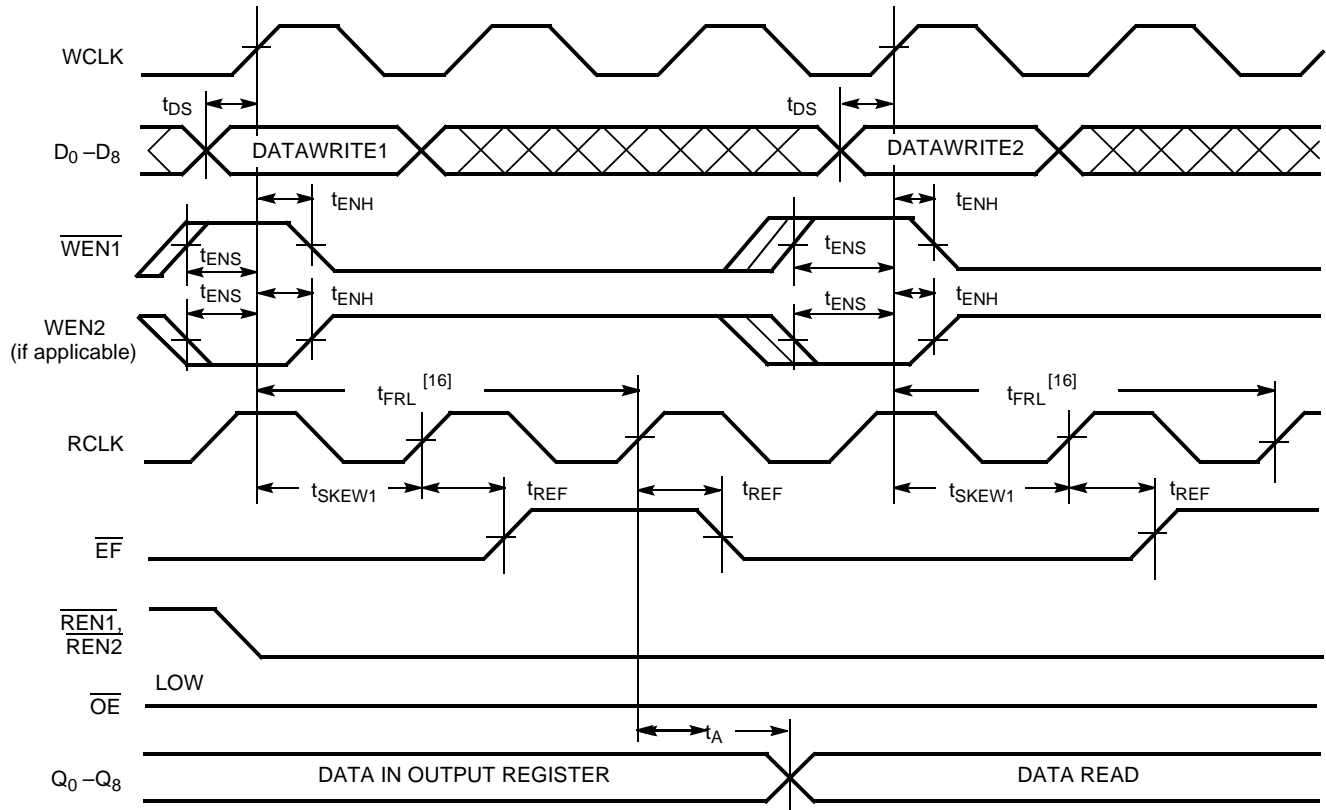 WCLK
tDS tDS
D0 –D8 DATAWRITE1 DATAWRITE2
tENH tENH
WEN1
tENS tENS
tENS tENH tENS tENH
WEN2
(if applicable)
tFRL [16] tFRL [16]
RCLK
tSKEW1 tREF tREF tSKEW1 tREF
EF
REN1,
REN2
LOW
OE
tA
Q0 –Q8 DATA IN OUTPUT REGISTER DATA READ